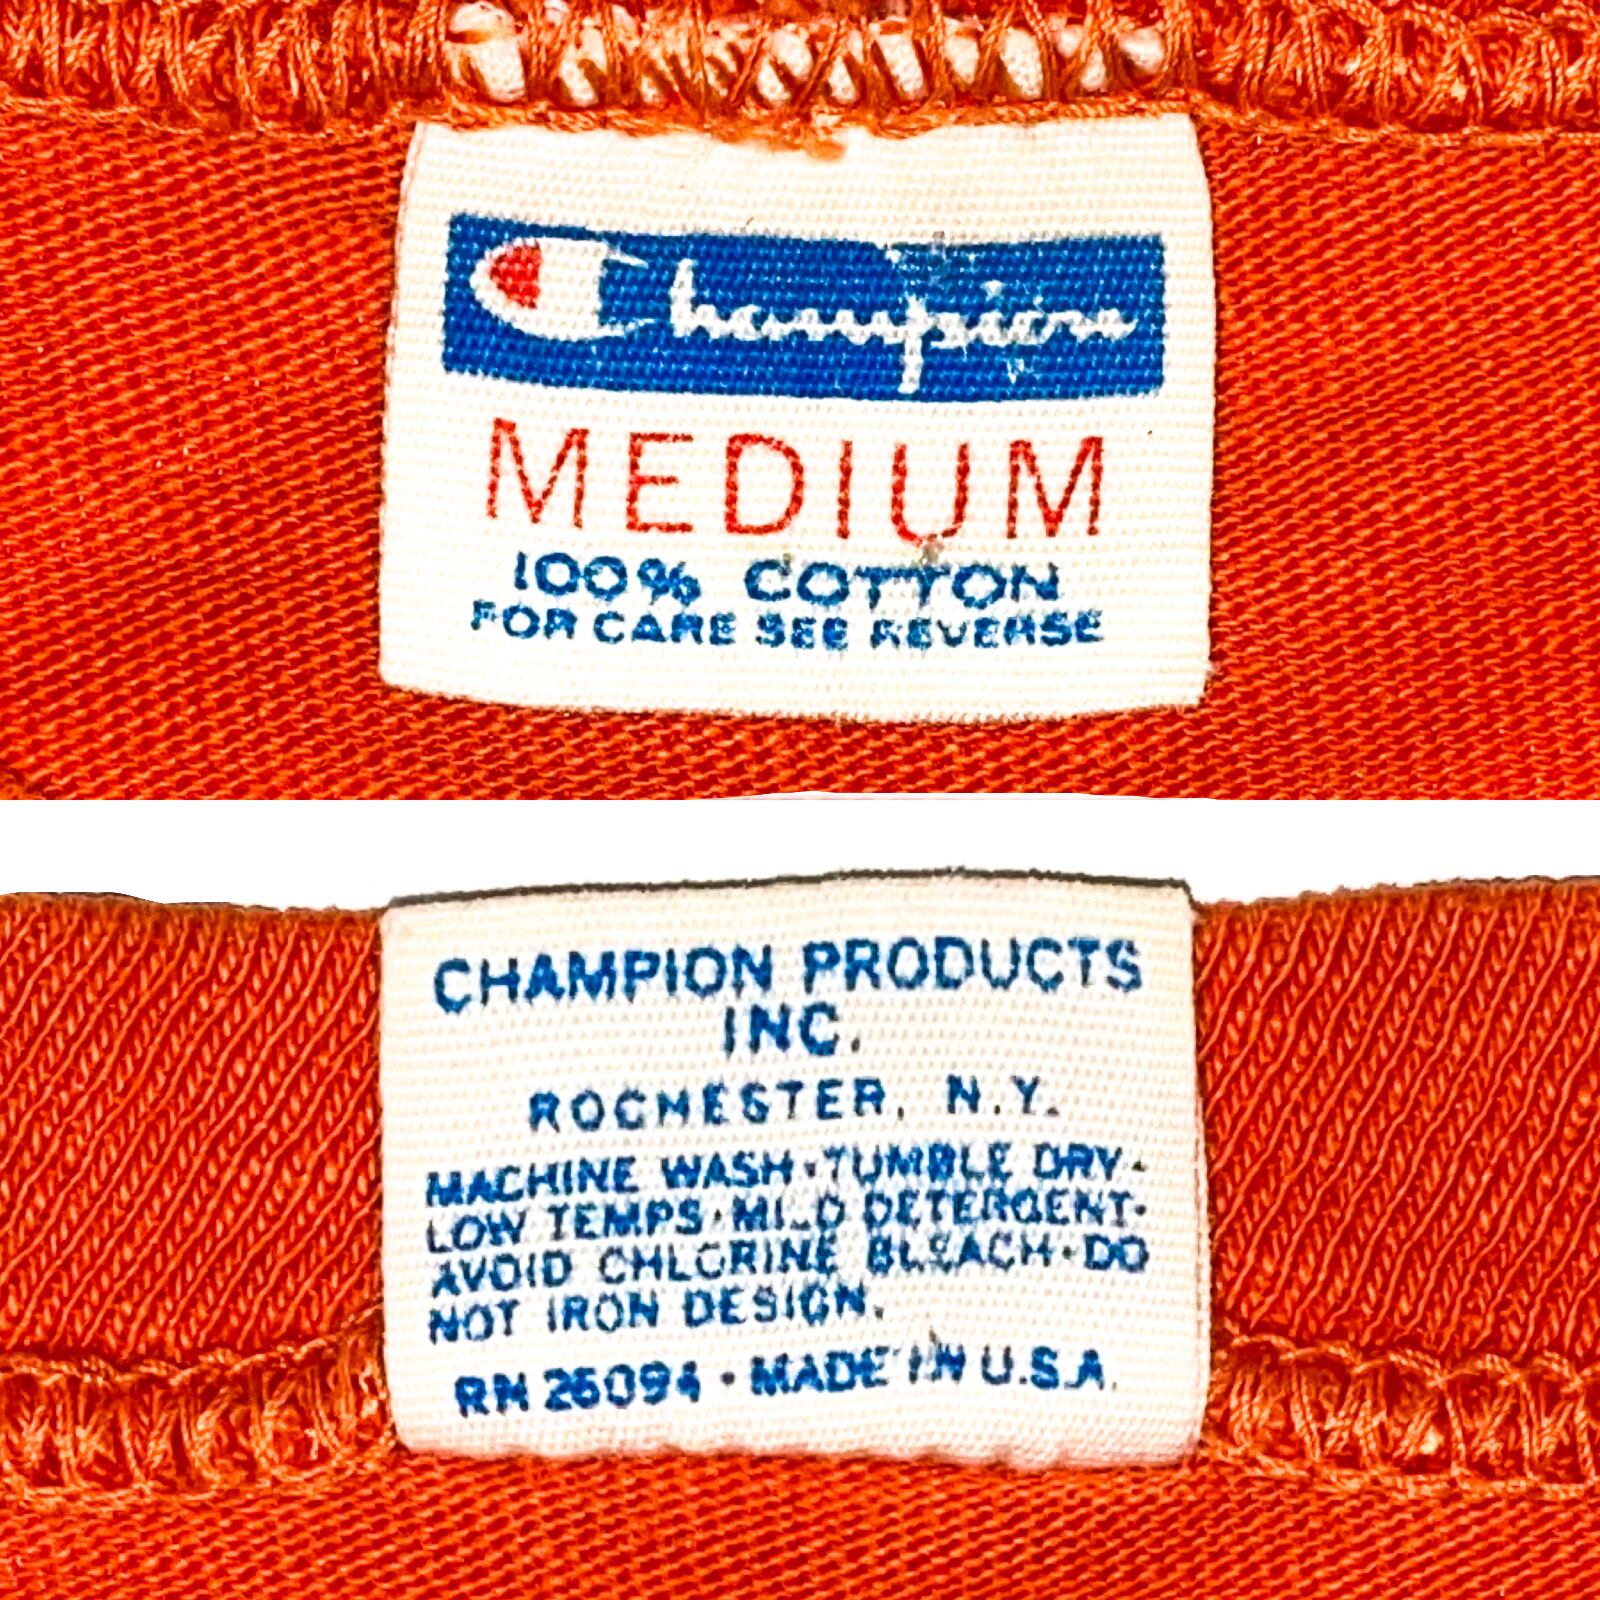 Champion
MEDIUM
100% COTTON
FOR CARE SEE REVERSE
CHAMPION PRODUCTS
INC.
ROCHESTER, N.Y.
MACHINE WASH·TUMBLE DRY·
LOW TEMPS·MILD DETERGENT·
AVOID CHLORINE BLEACH·DO
NOT IRON DESIGN.
RN 26094 · MADE IN U.S.A.